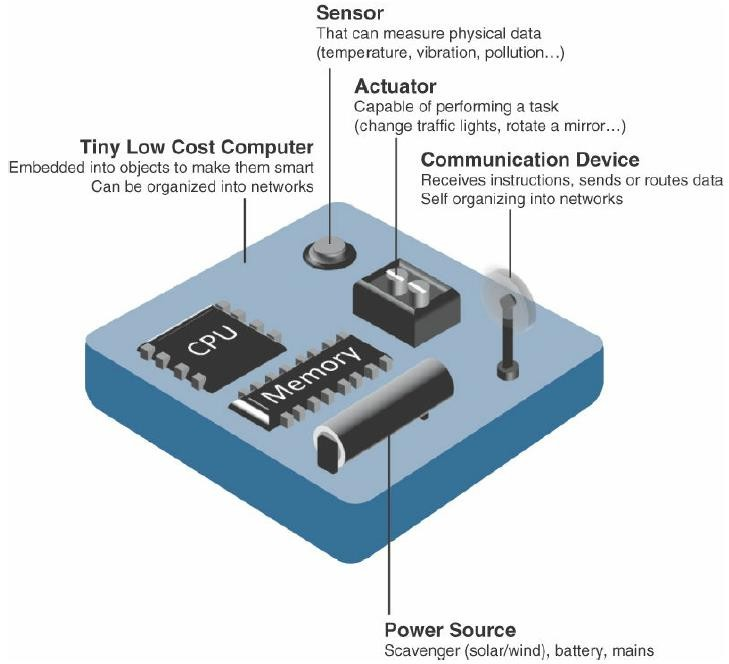 Sensor
That can measure physical data
(temperature, vibration, pollution...)
Actuator
Capable of performing a task
(change traffic lights, rotate a mirror...)
Tiny Low Cost Computer
Embedded into objects to make them smart
Can be organized into networks
Communication Device
Receives instructions, sends or routes data
Self organizing into networks
CPU
Memory
Power Source
Scavenger (solar/wind), battery, mains